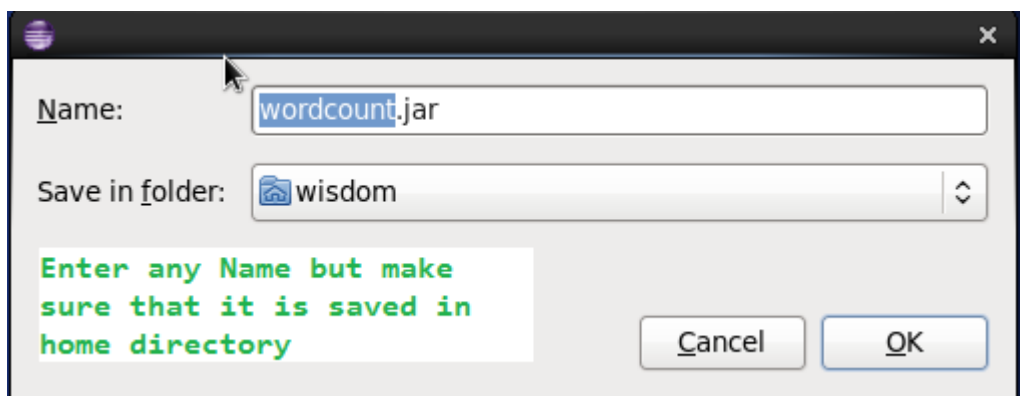 Name: wordcount.jar
Save in folder: wisdom
Enter any Name but make
sure that it is saved in
home directory
Cancel OK